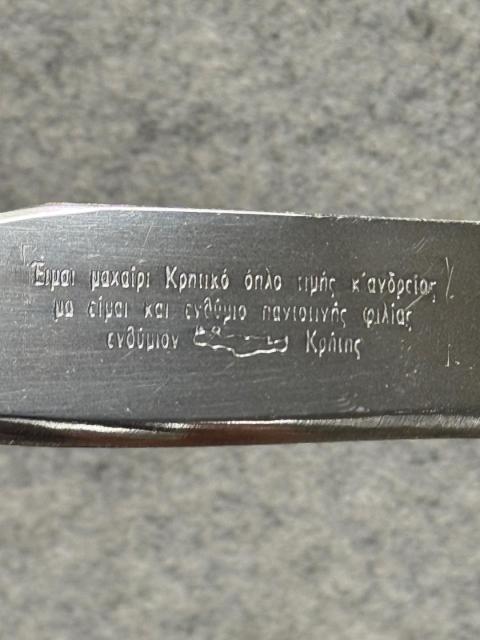 Είμαι μαχαίρι Κρητικό όπλο τιμής κ'ανδρείας
μα είμαι και ενθύμιο παντοτινής φιλίας
ενθύμιον Κρήτης